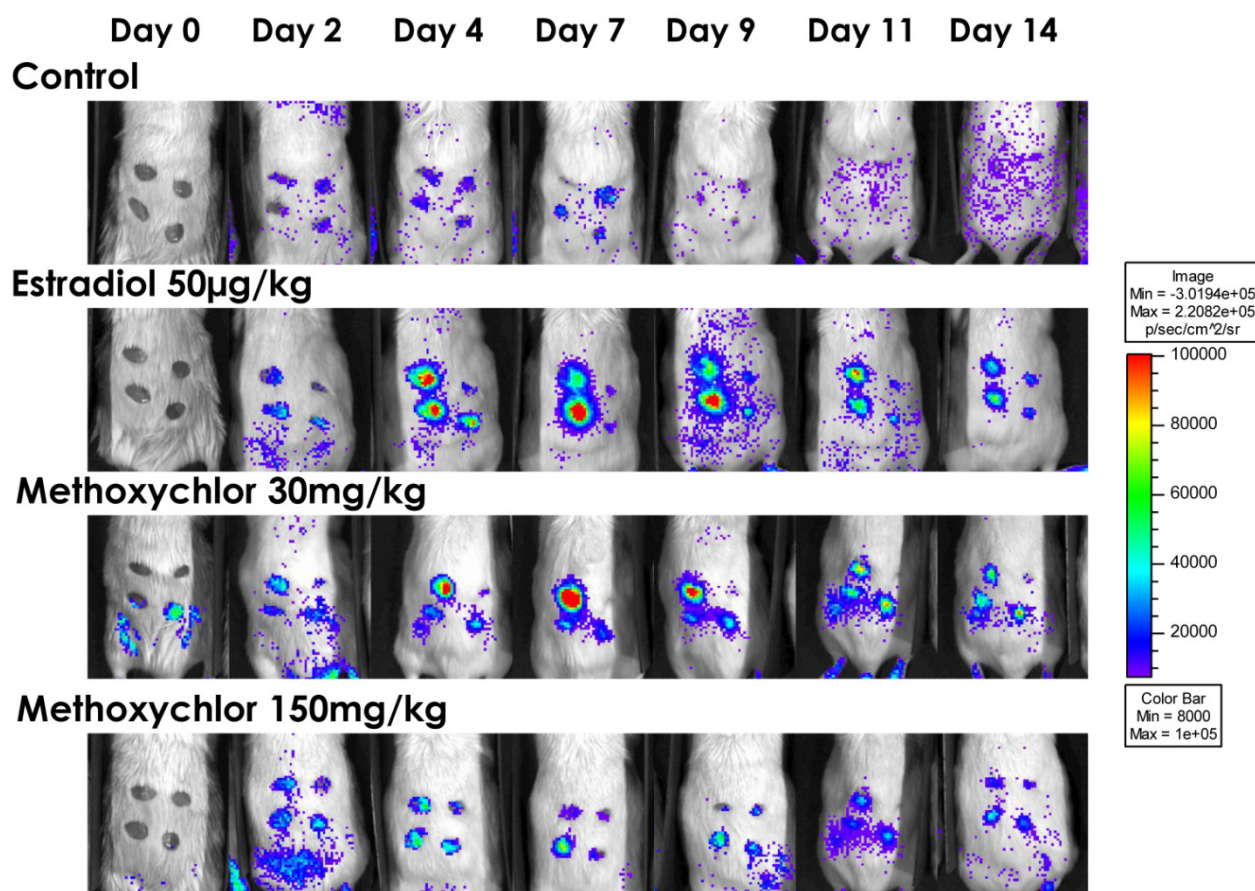 Day 0 Day 2 Day 4 Day 7 Day 9 Day 11 Day 14
Control
Estradiol 50µg/kg
Methoxychlor 30mg/kg
Methoxychlor 150mg/kg
Image
Min = -3.0194e+05
Max = 2.2082e+05
p/sec/cm^2/sr
100000
80000
60000
40000
20000
Color Bar
Min = 8000
Max = 1e+05